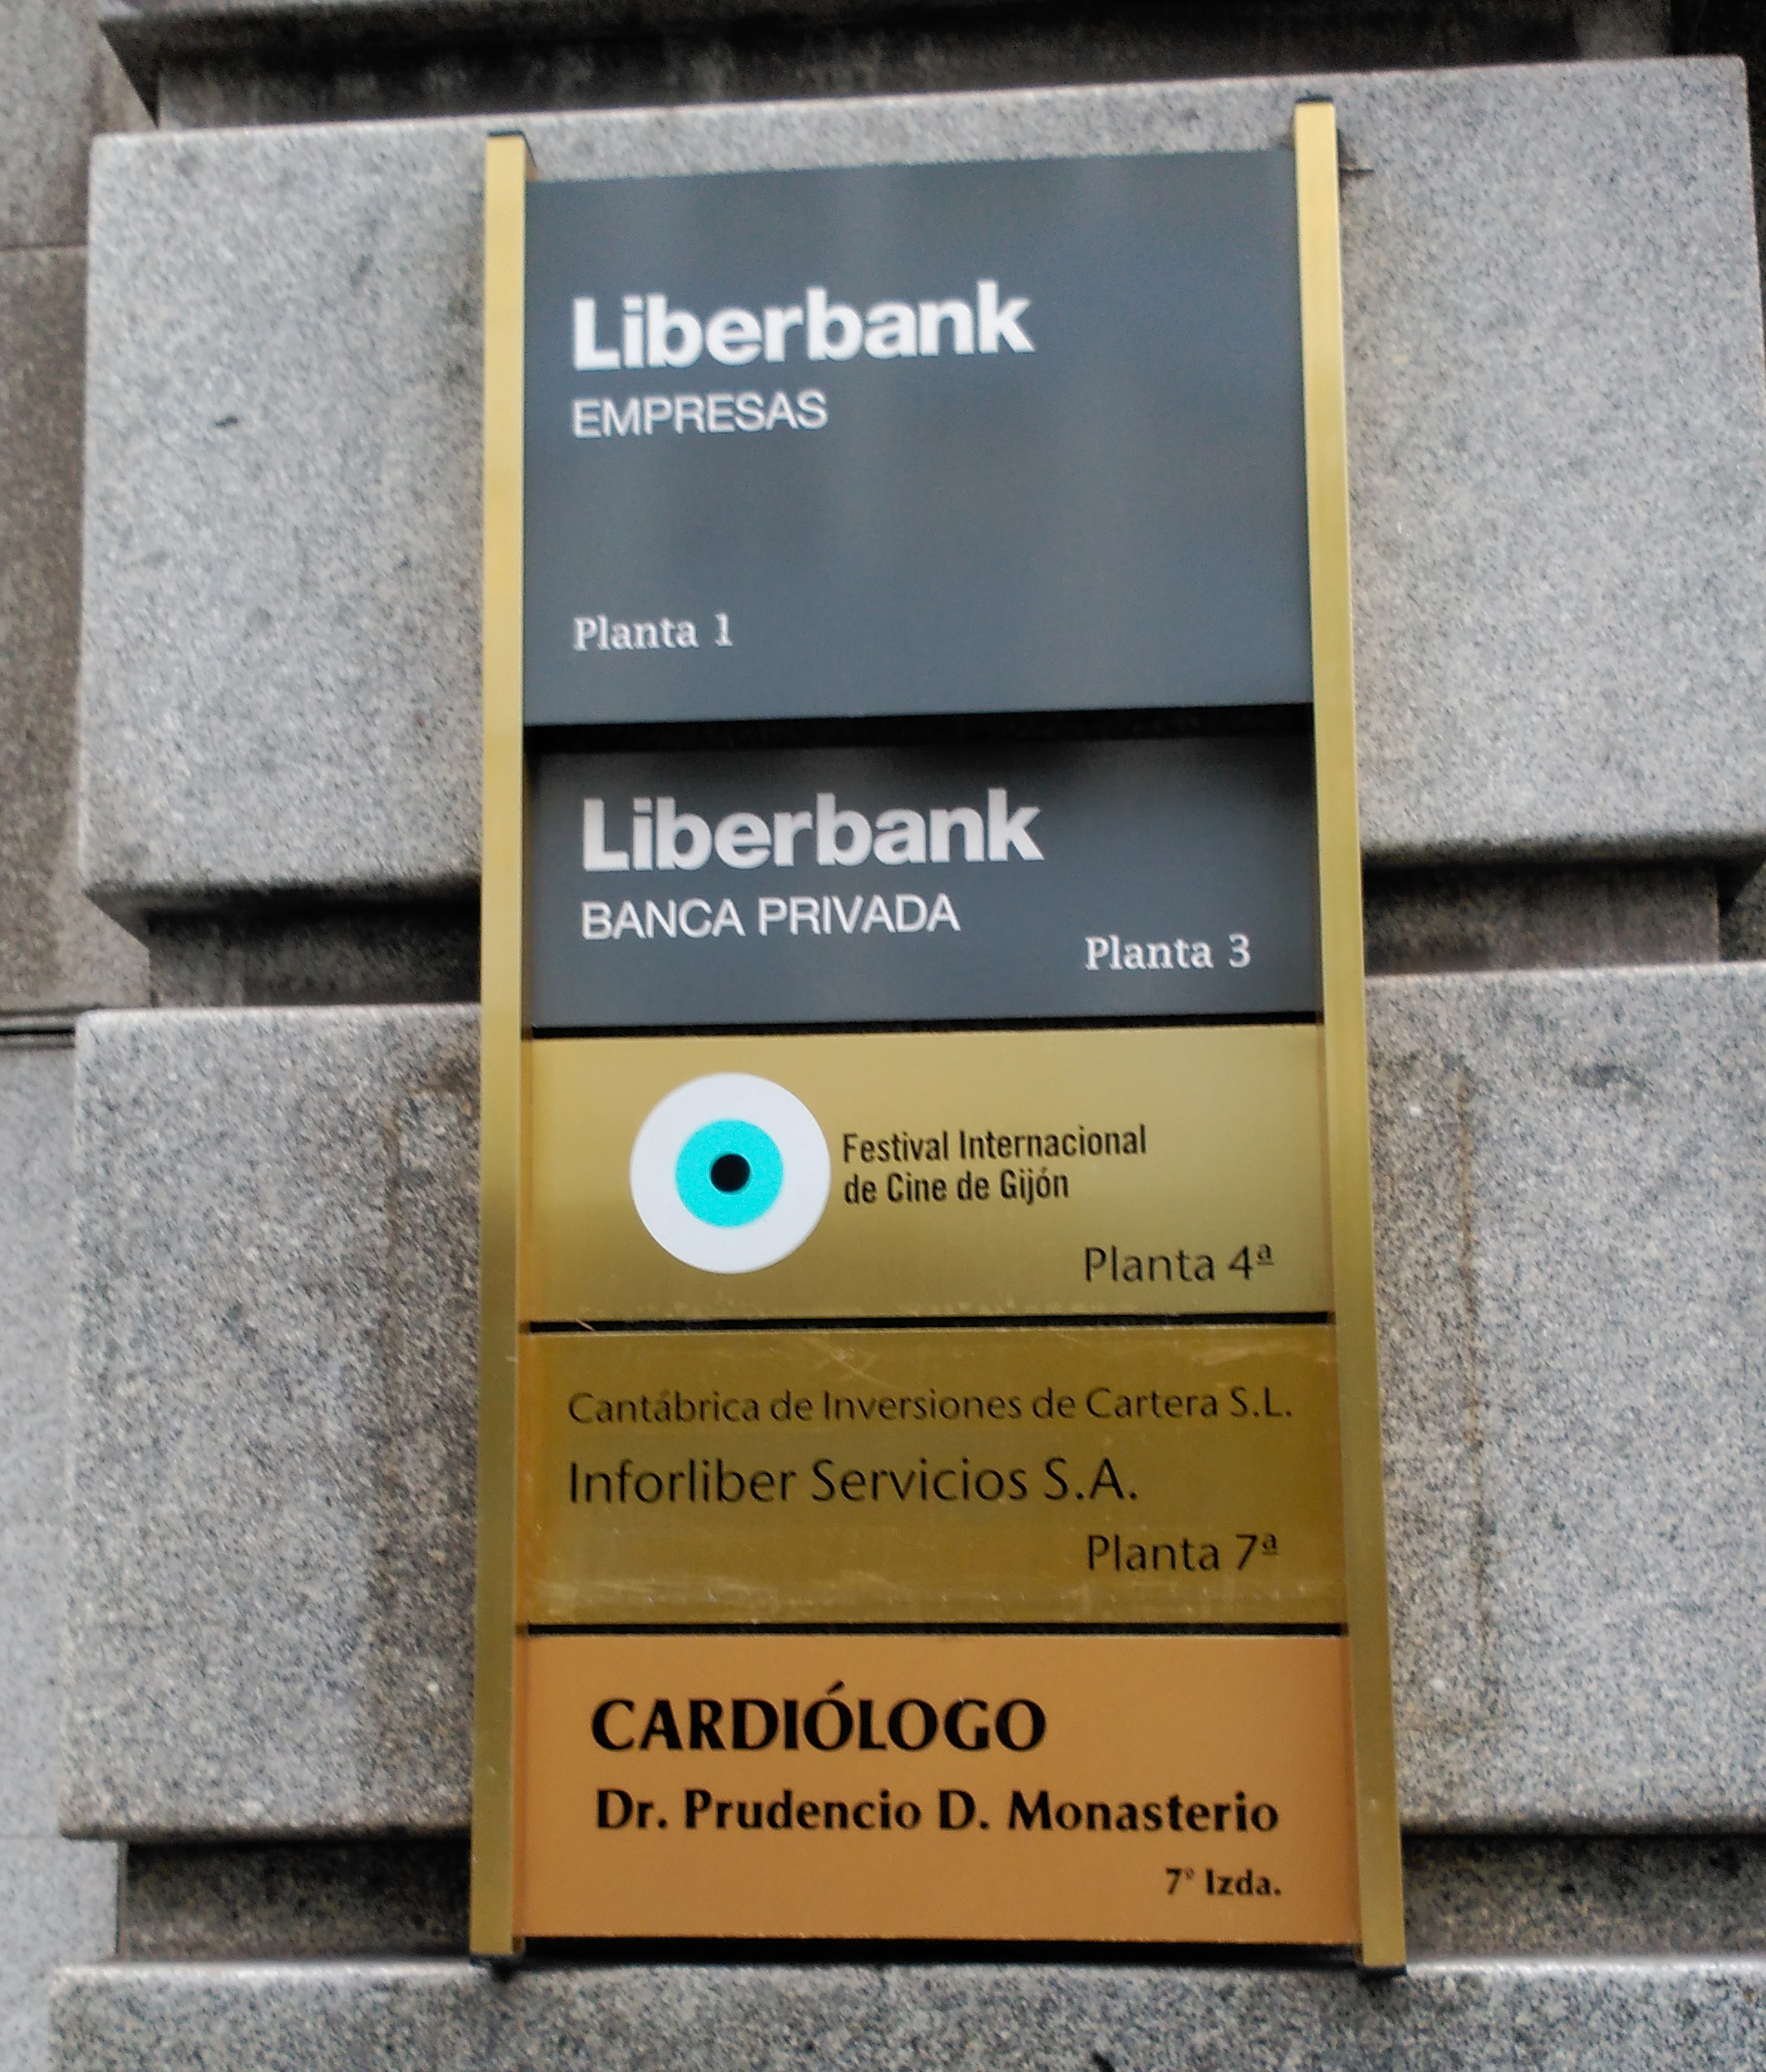 Liberbank
EMPRESAS
Planta 1
Liberbank
BANCA PRIVADA
Planta 3
Festival Internacional
de Cine de Gijón
Planta 4ª
Cantábrica de Inversiones de Cartera S.L.
Inforliber Servicios S.A.
Planta 7ª
CARDIÓLOGO
Dr. Prudencio D. Monasterio
7º Izda.